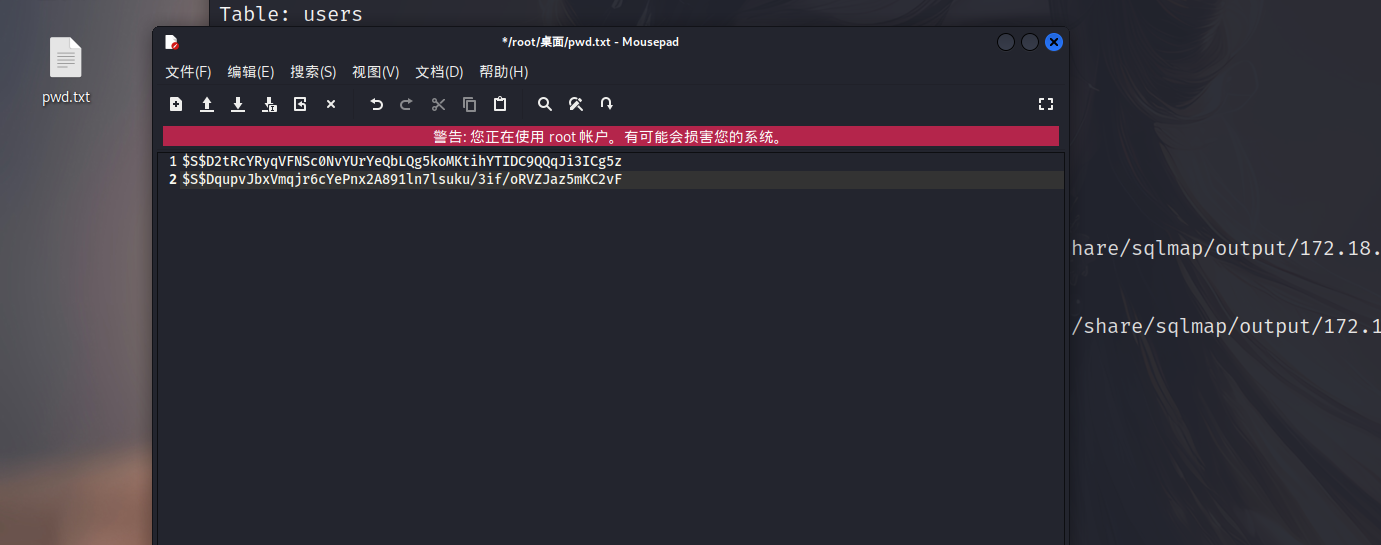 Table: users
*/root/桌面/pwd.txt - Mousepad
pwd.txt
文件(F) 编辑(E) 搜索(S) 视图(V) 文档(D) 帮助(H)
警告: 您正在使用 root 帐户。有可能会损害您的系统。
1 $S$D2tRcYRyqVFNSc0NvYUrYeQbLQg5koMKtihYTIDC9QQqJi3ICg5z
2 $S$DqupvJbxVmqjr6cYePnx2A891ln7lsuku/3if/oRVZJaz5mKC2vF
hare/sqlmap/output/172.18.
/share/sqlmap/output/172.1